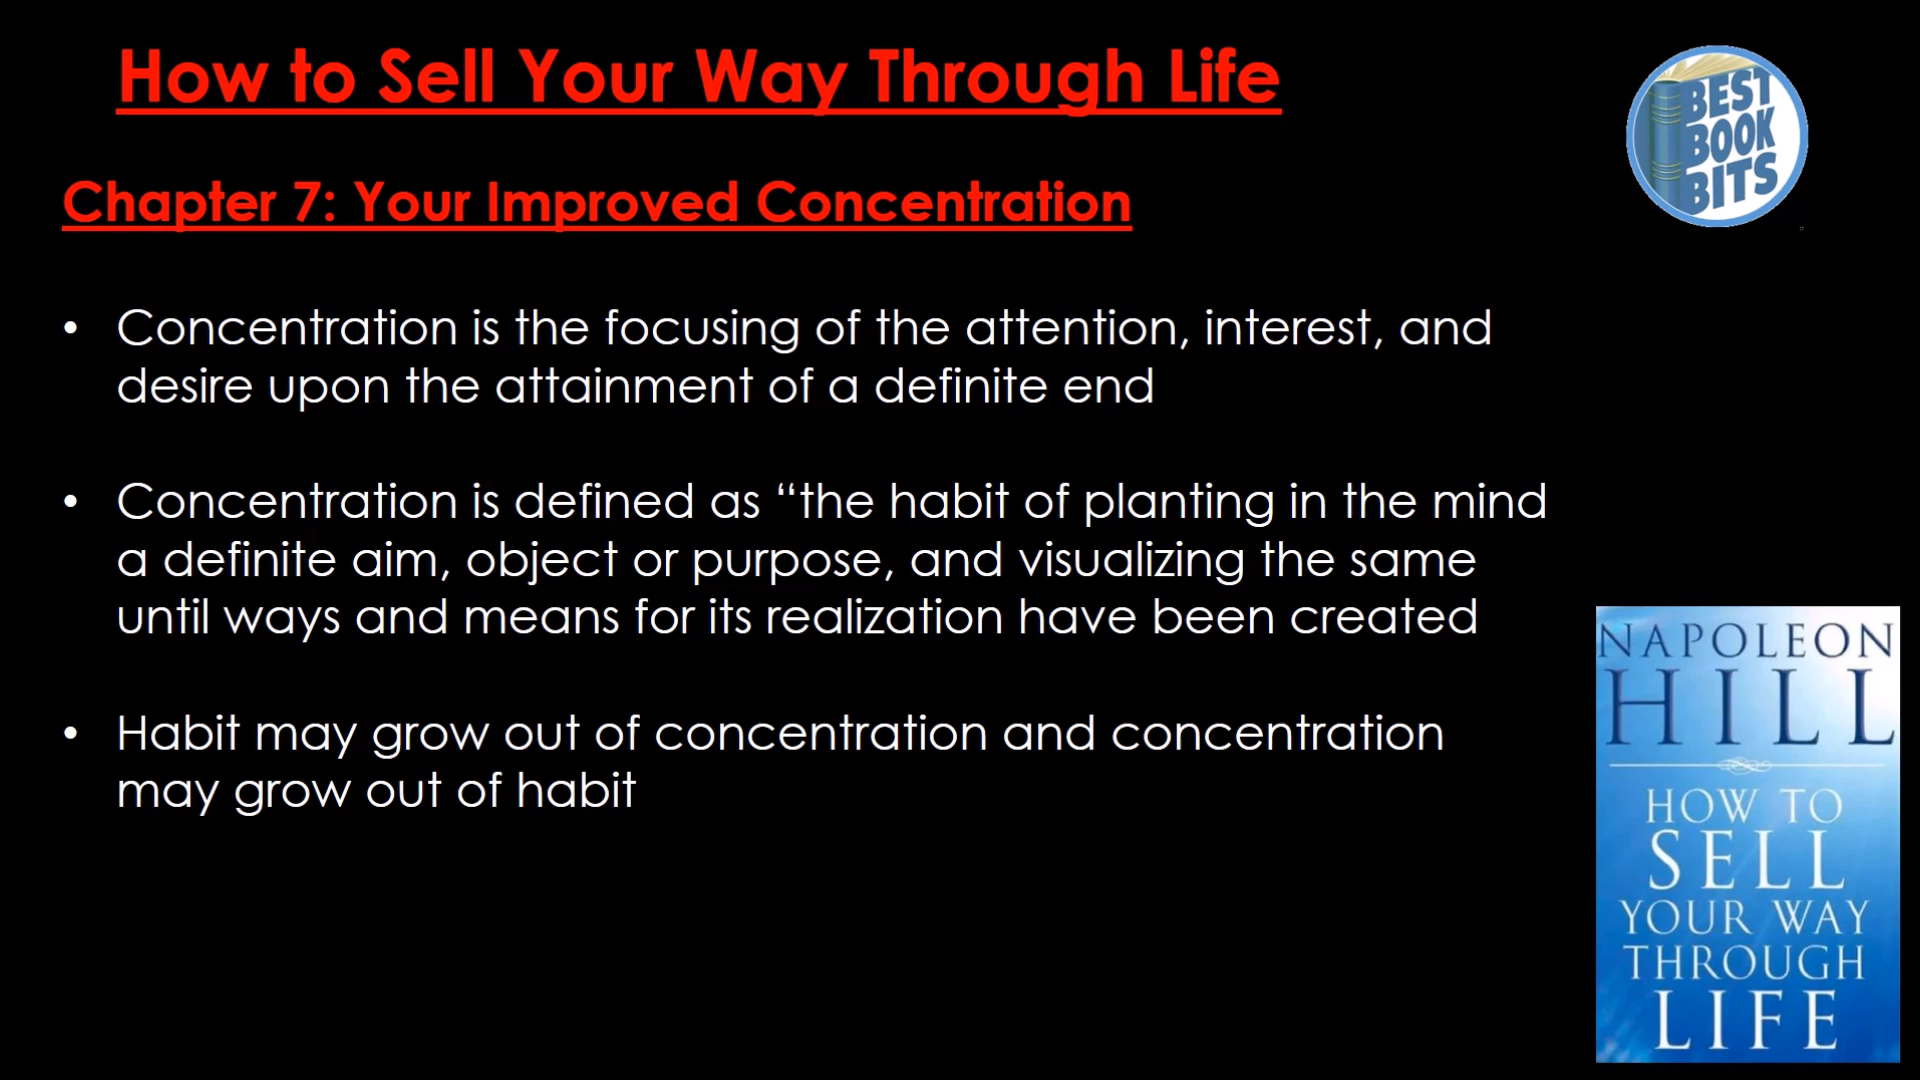 How to Sell Your Way Through Life
BEST
BOOK
BITS
Chapter 7: Your Improved Concentration
• Concentration is the focusing of the attention, interest, and
desire upon the attainment of a definite end
• Concentration is defined as “the habit of planting in the mind
a definite aim, object or purpose, and visualizing the same
until ways and means for its realization have been created
• Habit may grow out of concentration and concentration
may grow out of habit
NAPOLEON
HILL
HOW TO
SELL
YOUR WAY
THROUGH
LIFE